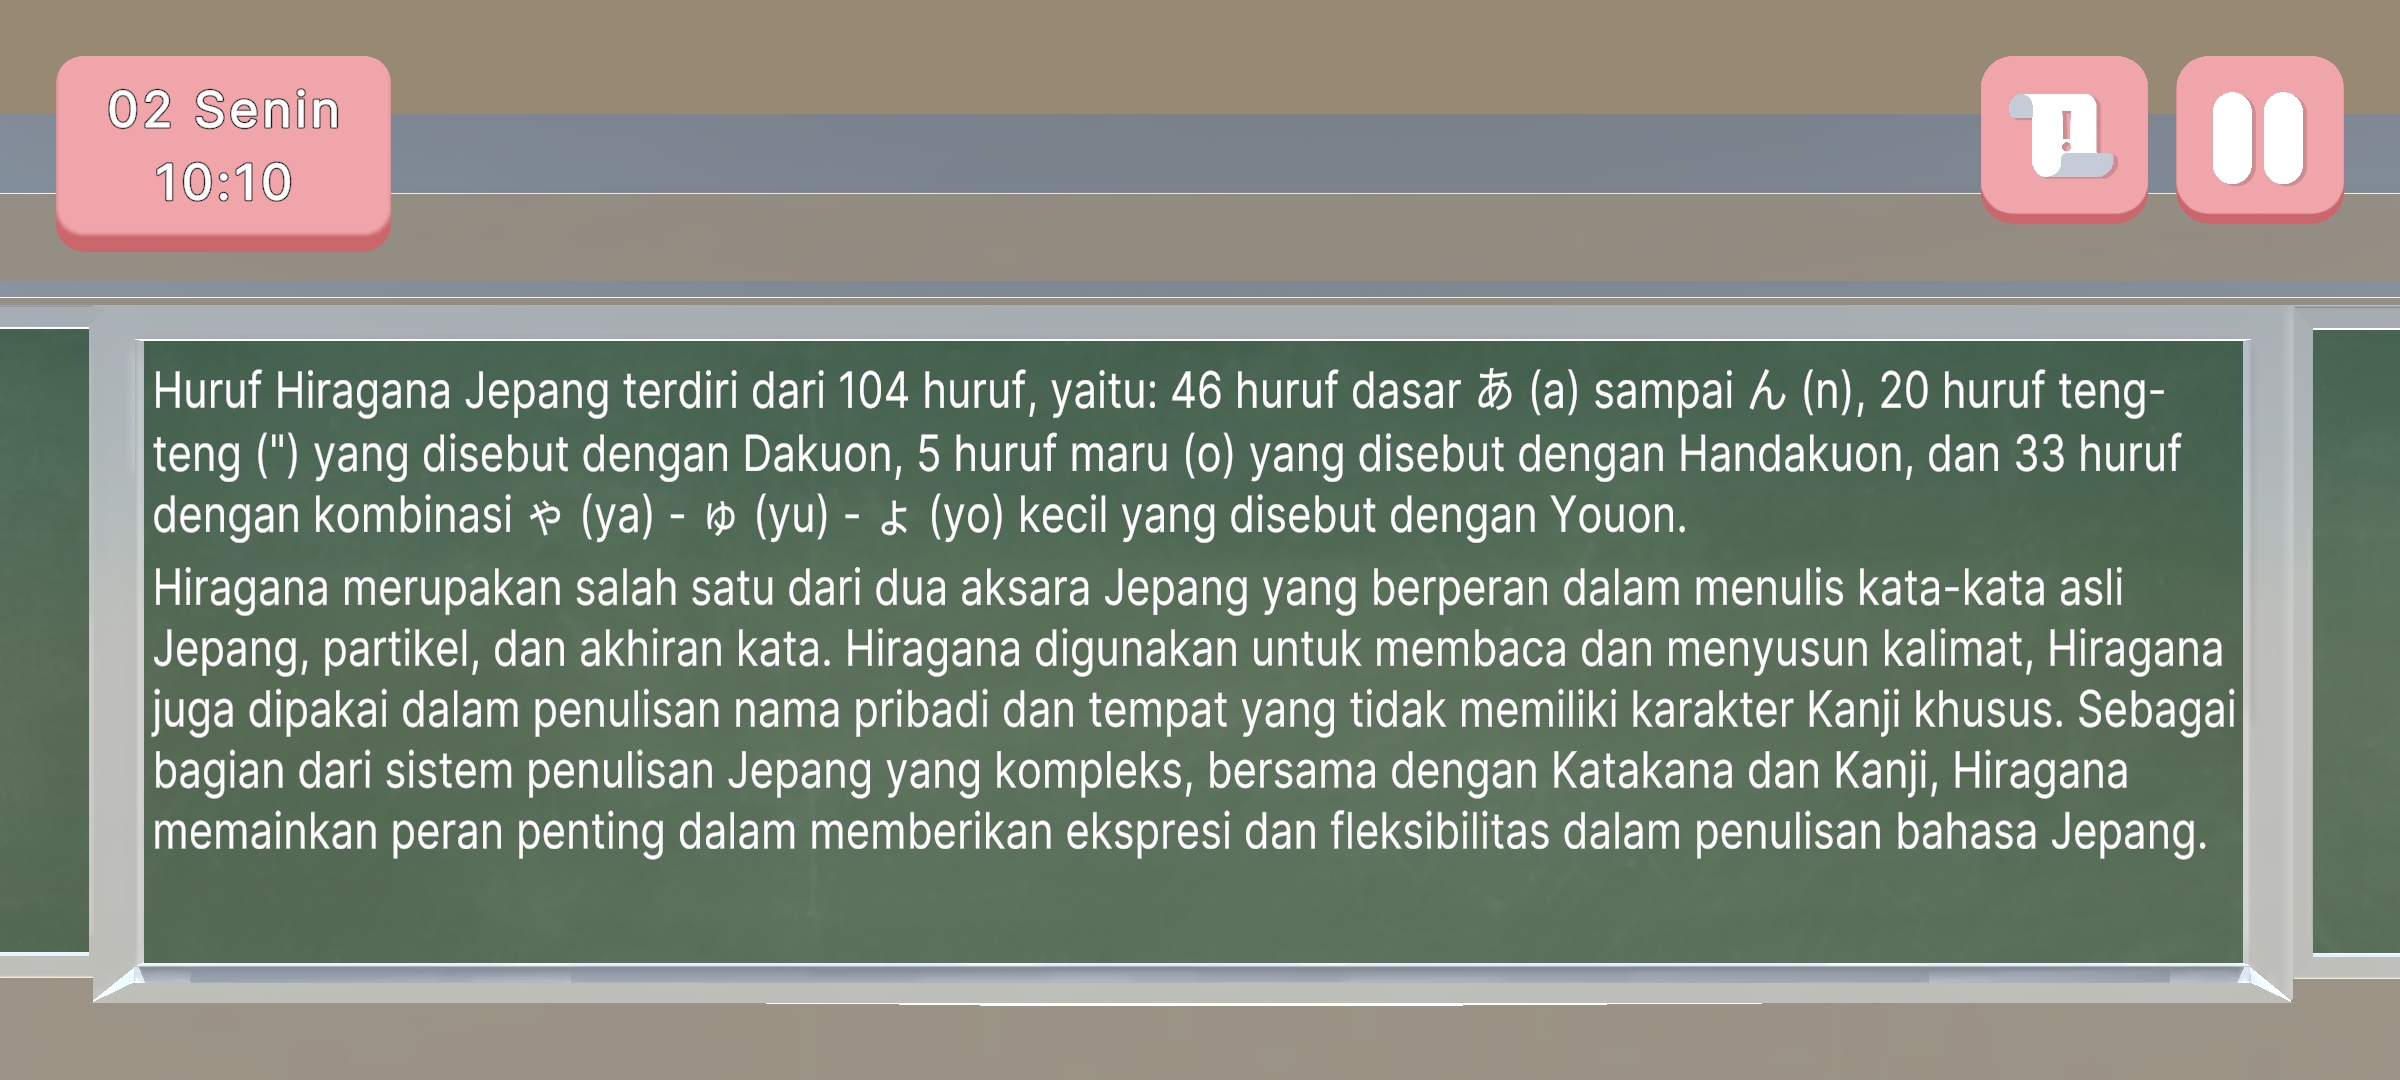 02 Senin
10:10
!
Huruf Hiragana Jepang terdiri dari 104 huruf, yaitu: 46 huruf dasar あ (a) sampai ん (n), 20 huruf teng-
teng (") yang disebut dengan Dakuon, 5 huruf maru (o) yang disebut dengan Handakuon, dan 33 huruf
dengan kombinasi ゃ (ya) - ゅ (yu) - ょ (yo) kecil yang disebut dengan Youon.
Hiragana merupakan salah satu dari dua aksara Jepang yang berperan dalam menulis kata-kata asli
Jepang, partikel, dan akhiran kata. Hiragana digunakan untuk membaca dan menyusun kalimat, Hiragana
juga dipakai dalam penulisan nama pribadi dan tempat yang tidak memiliki karakter Kanji khusus. Sebagai
bagian dari sistem penulisan Jepang yang kompleks, bersama dengan Katakana dan Kanji, Hiragana
memainkan peran penting dalam memberikan ekspresi dan fleksibilitas dalam penulisan bahasa Jepang.